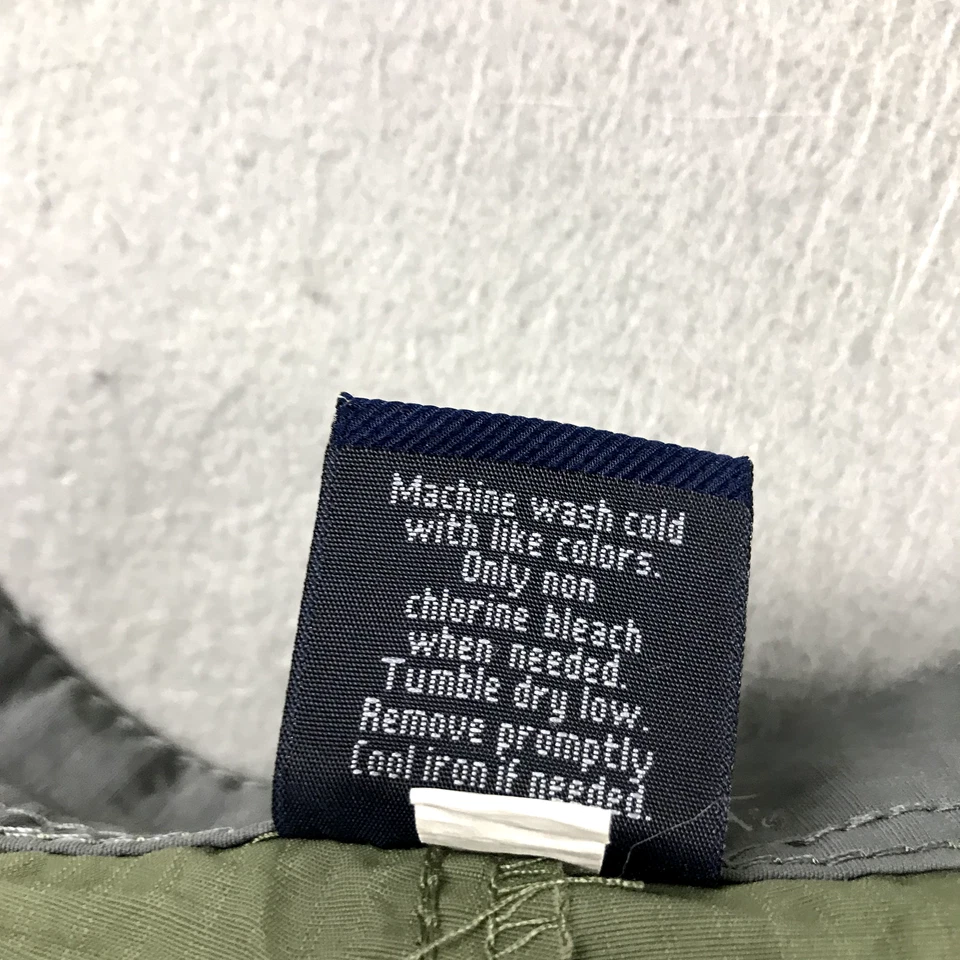 Machine wash cold
with like colors.
Only non
chlorine bleach
when needed.
Tumble dry low.
Remove promptly
Cool iron if needed.